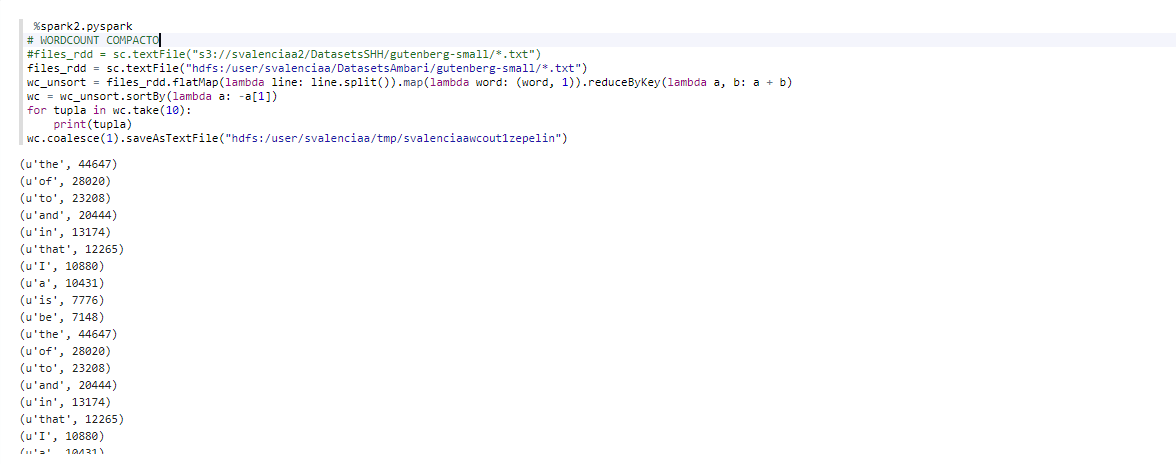 %spark2.pyspark
# WORDCOUNT COMPACTO
#files_rdd = sc.textFile("s3://svalenciaa2/DatasetsSHH/gutenberg-small/*.txt")
files_rdd = sc.textFile("hdfs:/user/svalenciaa/DatasetsAmbari/gutenberg-small/*.txt")
wc_unsort = files_rdd.flatMap(lambda line: line.split()).map(lambda word: (word, 1)).reduceByKey(lambda a, b: a + b)
wc = wc_unsort.sortBy(lambda a: -a[1])
for tupla in wc.take(10):
    print(tupla)
wc.coalesce(1).saveAsTextFile("hdfs:/user/svalenciaa/tmp/svalenciaawcout1zepelin")
(u'the', 44647)
(u'of', 28020)
(u'to', 23208)
(u'and', 20444)
(u'in', 13174)
(u'that', 12265)
(u'I', 10880)
(u'a', 10431)
(u'is', 7776)
(u'be', 7148)
(u'the', 44647)
(u'of', 28020)
(u'to', 23208)
(u'and', 20444)
(u'in', 13174)
(u'that', 12265)
(u'I', 10880)
(u'a', 10431)